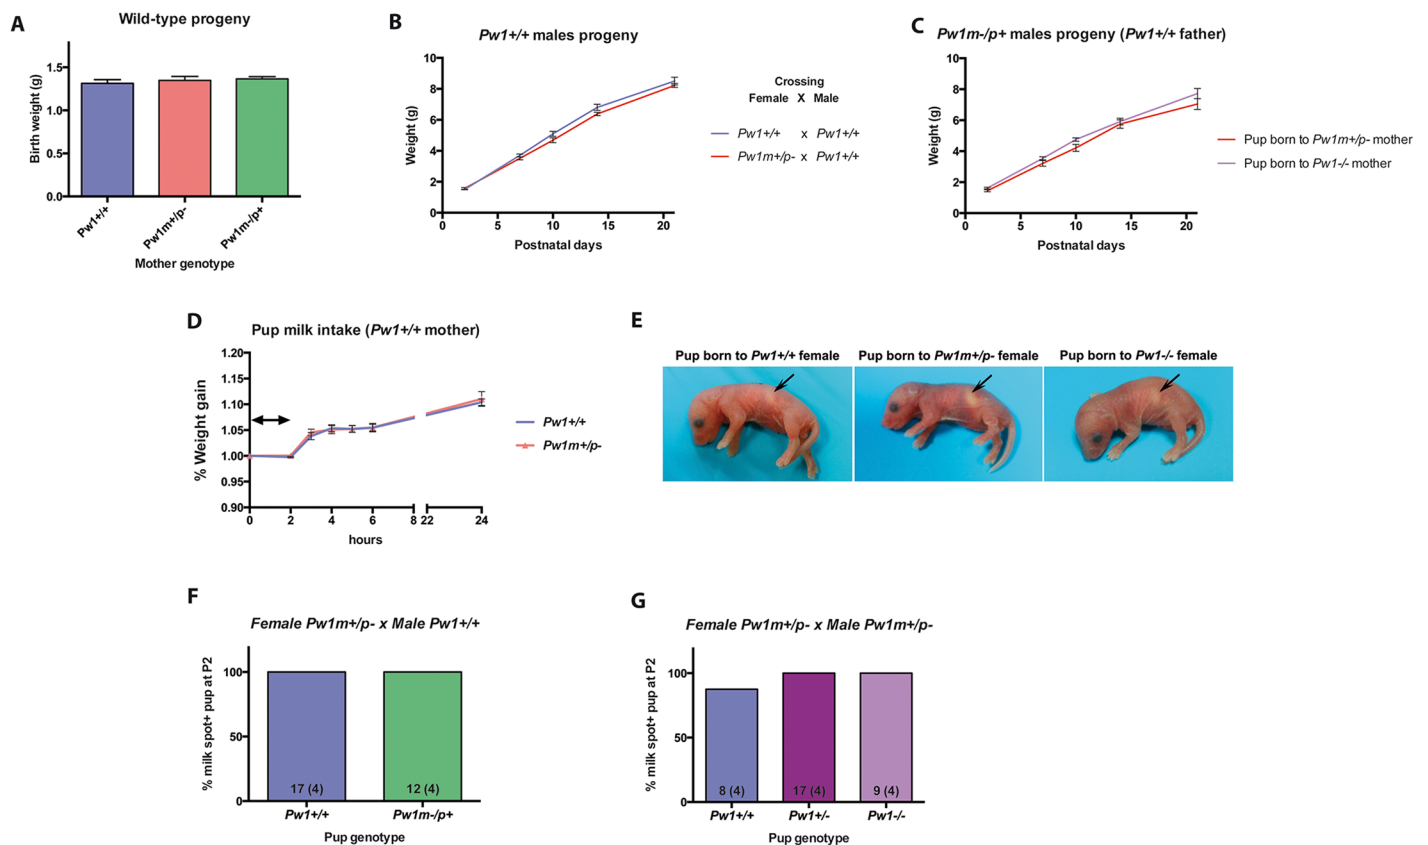 A
Wild-type progeny
Birth weight (g)
1.5
1.0
0.5
0.0
Pw1+/+
Pw1m+/p-
Pw1m-/p+
Mother genotype
B
Pw1+/+ males progeny
Weight (g)
10
8
6
4
2
0
0 5 10 15 20
Postnatal days
Crossing
Female X Male
Pw1+/+ x Pw1+/+
Pw1m+/p- x Pw1+/+
C
Pw1m-/p+ males progeny (Pw1+/+ father)
Weight (g)
10
8
6
4
2
0
0 5 10 15 20
Postnatal days
Pup born to Pw1m+/p- mother
Pup born to Pw1-/- mother
D
Pup milk intake (Pw1+/+ mother)
% Weight gain
1.20
1.15
1.10
1.05
1.00
0.95
0.90
0 2 4 6 8 22 24
hours
Pw1+/+
Pw1m+/p-
E
Pup born to Pw1+/+ female
Pup born to Pw1m+/p- female
Pup born to Pw1-/- female
F
Female Pw1m+/p- x Male Pw1+/+
% milk spot+ pup at P2
100
50
0
17 (4)
12 (4)
Pw1+/+
Pw1m-/p+
Pup genotype
G
Female Pw1m+/p- x Male Pw1m+/p-
% milk spot+ pup at P2
100
50
0
8 (4)
17 (4)
9 (4)
Pw1+/+
Pw1+/-
Pw1-/-
Pup genotype